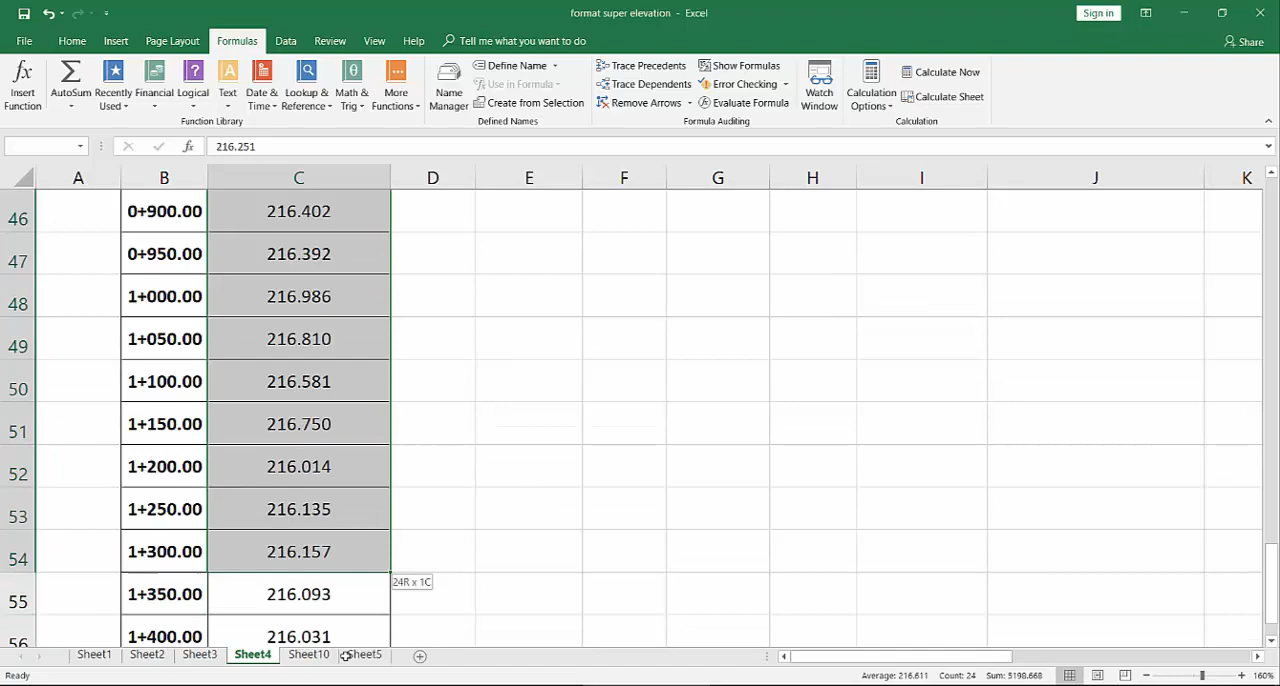 format super elevation - Excel
Sign in
File Home Insert Page Layout Formulas Data Review View Help Tell me what you want to do Share
Insert Function
AutoSum
Recently Used
Financial
Logical
Text
Date & Time
Lookup & Reference
Math & Trig
More Functions
Function Library
Name Manager
Define Name
Use in Formula
Create from Selection
Defined Names
Trace Precedents
Trace Dependents
Remove Arrows
Show Formulas
Error Checking
Evaluate Formula
Formula Auditing
Watch Window
Calculation Options
Calculate Now
Calculate Sheet
Calculation
fx 216.251
A B C D E F G H I J K
46 0+900.00 216.402
47 0+950.00 216.392
48 1+000.00 216.986
49 1+050.00 216.810
50 1+100.00 216.581
51 1+150.00 216.750
52 1+200.00 216.014
53 1+250.00 216.135
54 1+300.00 216.157
24R x 1C
55 1+350.00 216.093
56 1+400.00 216.031
Sheet1 Sheet2 Sheet3 Sheet4 Sheet10 Sheet5
Ready Average: 216.611 Count: 24 Sum: 5198.668 160%